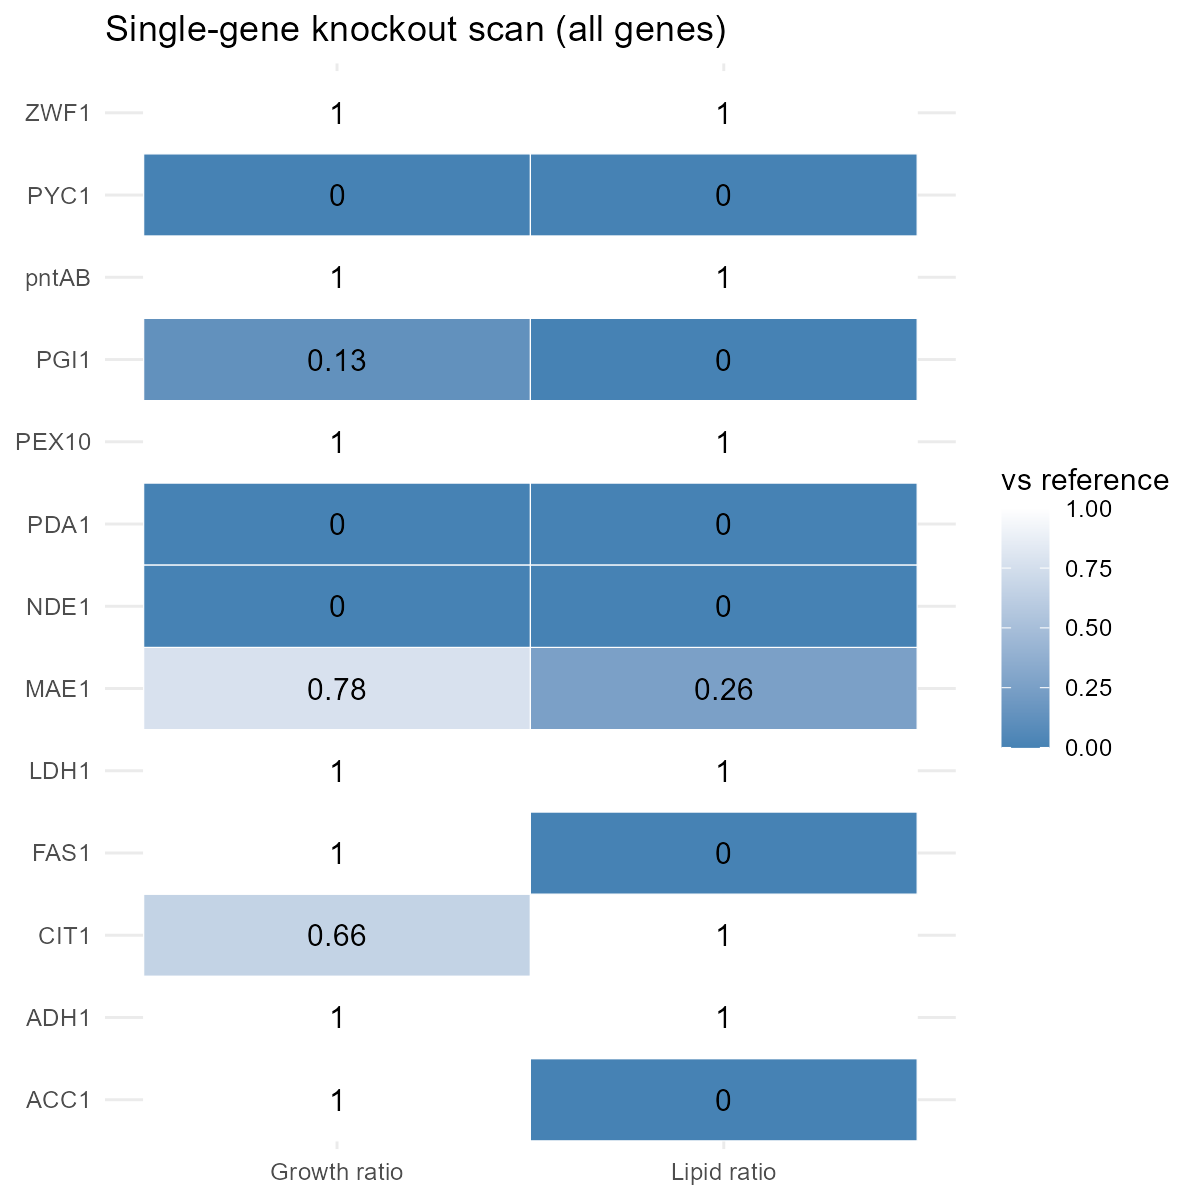 Single-gene knockout scan (all genes)
ZWF1 1 1
PYC1 0 0
pntAB 1 1
PGI1 0.13 0
PEX10 1 1
PDA1 0 0
NDE1 0 0
MAE1 0.78 0.26
LDH1 1 1
FAS1 1 0
CIT1 0.66 1
ADH1 1 1
ACC1 1 0
Growth ratio Lipid ratio
vs reference
1.00
0.75
0.50
0.25
0.00